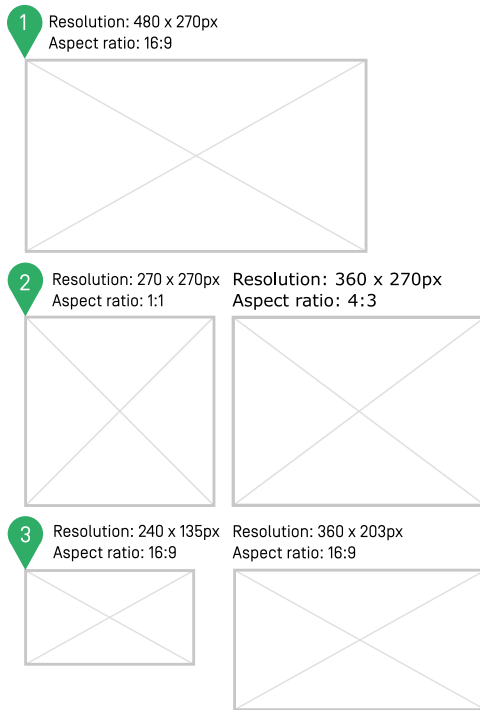 1
Resolution: 480 x 270px
Aspect ratio: 16:9
2
Resolution: 270 x 270px
Aspect ratio: 1:1
Resolution: 360 x 270px
Aspect ratio: 4:3
3
Resolution: 240 x 135px
Aspect ratio: 16:9
Resolution: 360 x 203px
Aspect ratio: 16:9